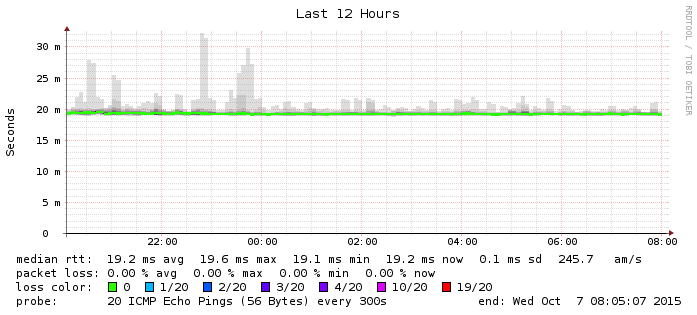 Last 12 Hours
RRDTOOL / TOBI OETIKER
Seconds
30 m
25 m
20 m
15 m
10 m
5 m
0
22:00 00:00 02:00 04:00 06:00 08:00
median rtt: 19.2 ms avg 19.6 ms max 19.1 ms min 19.2 ms now 0.1 ms sd 245.7 am/s
packet loss: 0.00 % avg 0.00 % max 0.00 % min 0.00 % now
loss color: 0 1/20 2/20 3/20 4/20 10/20 19/20
probe: 20 ICMP Echo Pings (56 Bytes) every 300s end: Wed Oct 7 08:05:07 2015